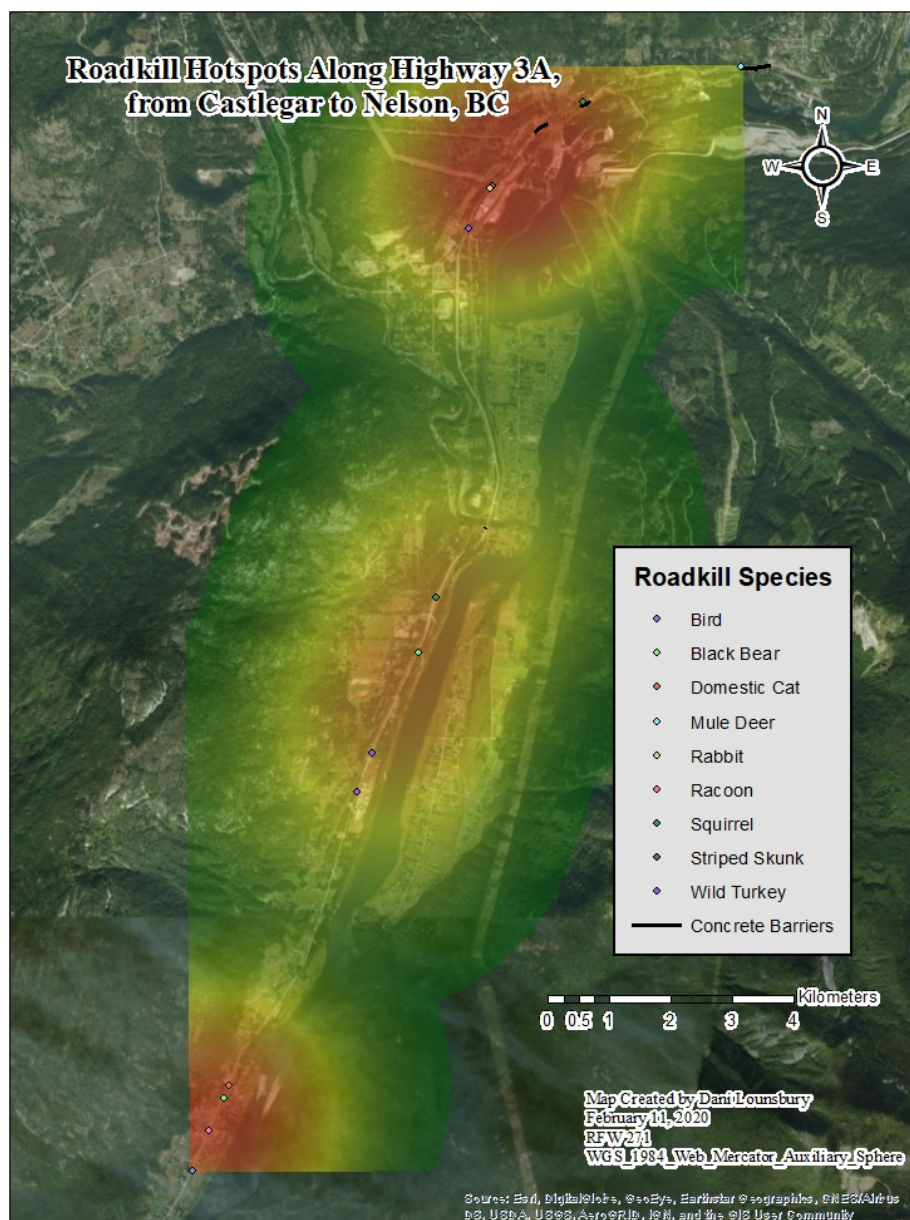 Roadkill Hotspots Along Highway 3A,
from Castlegar to Nelson, BC
N
W E
S
Roadkill Species
Bird
Black Bear
Domestic Cat
Mule Deer
Rabbit
Racoon
Squirrel
Striped Skunk
Wild Turkey
Concrete Barriers
Kilometers
0 0.5 1 2 3 4
Map Created by Dani Lounsbury
February 11, 2020
RFW 271
WGS_1984_Web_Mercator_Auxiliary_Sphere
Source: Esri, DigitalGlobe, GeoEye, Earthstar Geographics, CNES/Airbus
DS, USDA, USGS, AeroGRID, IGN, and the GIS User Community